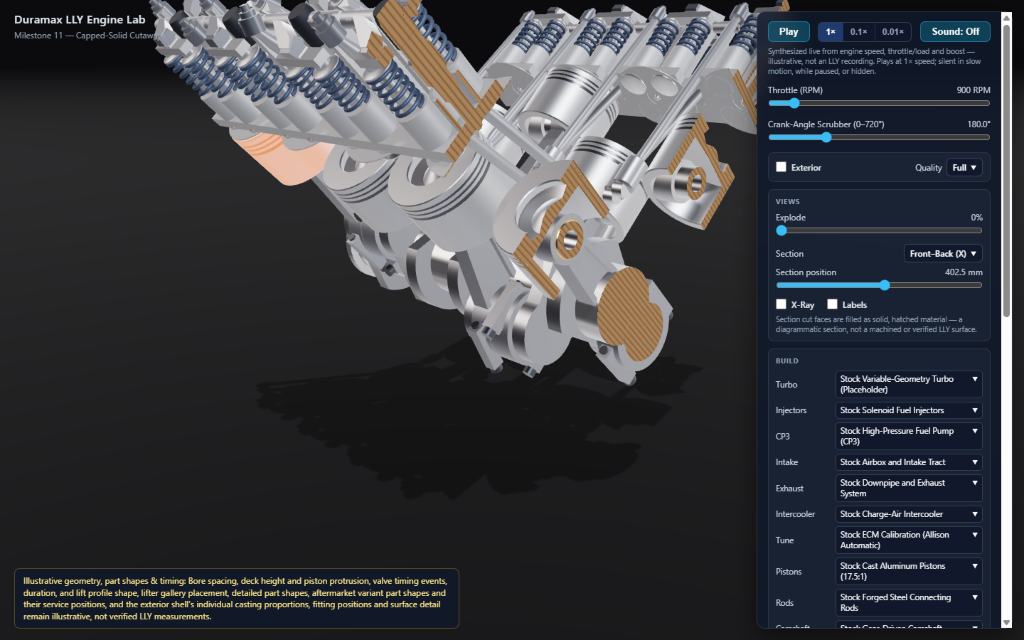 Duramax LLY Engine Lab
Milestone 11 — Capped-Solid Cutaw
Play
1×
0.1×
0.01×
Sound: Off
Synthesized live from engine speed, throttle/load and boost —
illustrative, not an LLY recording. Plays at 1× speed; silent in slow
motion, while paused, or hidden.
Throttle (RPM)
900 RPM
Crank-Angle Scrubber (0–720°)
180.0°
Exterior
Quality
Full
VIEWS
Explode
0%
Section
Front–Back (X)
Section position
402.5 mm
X-Ray
Labels
Section cut faces are filled as solid, hatched material — a
diagrammatic section, not a machined or verified LLY surface.
BUILD
Turbo
Stock Variable-Geometry Turbo
(Placeholder)
Injectors
Stock Solenoid Fuel Injectors
CP3
Stock High-Pressure Fuel Pump
(CP3)
Intake
Stock Airbox and Intake Tract
Exhaust
Stock Downpipe and Exhaust
System
Intercooler
Stock Charge-Air Intercooler
Tune
Stock ECM Calibration (Allison
Automatic)
Pistons
Stock Cast Aluminum Pistons
(17.5:1)
Rods
Stock Forged Steel Connecting
Rods
Camshaft
Stock Gear-Driven Camshaft
Illustrative geometry, part shapes & timing: Bore spacing, deck height and piston protrusion, valve timing events,
duration, and lift profile shape, lifter gallery placement, detailed part shapes, aftermarket variant part shapes and
their service positions, and the exterior shell's individual casting proportions, fitting positions and surface detail
remain illustrative, not verified LLY measurements.